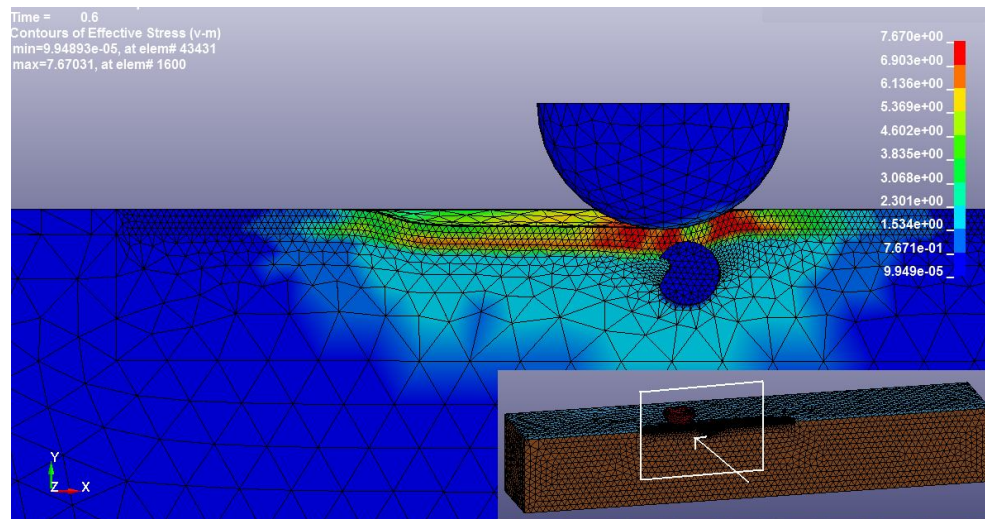 Time = 0.6
Contours of Effective Stress (v-m)
min=9.94893e-05, at elem# 43431
max=7.67031, at elem# 1600
7.670e+00
6.903e+00
6.136e+00
5.369e+00
4.602e+00
3.835e+00
3.068e+00
2.301e+00
1.534e+00
7.671e-01
9.949e-05
Y
Z X